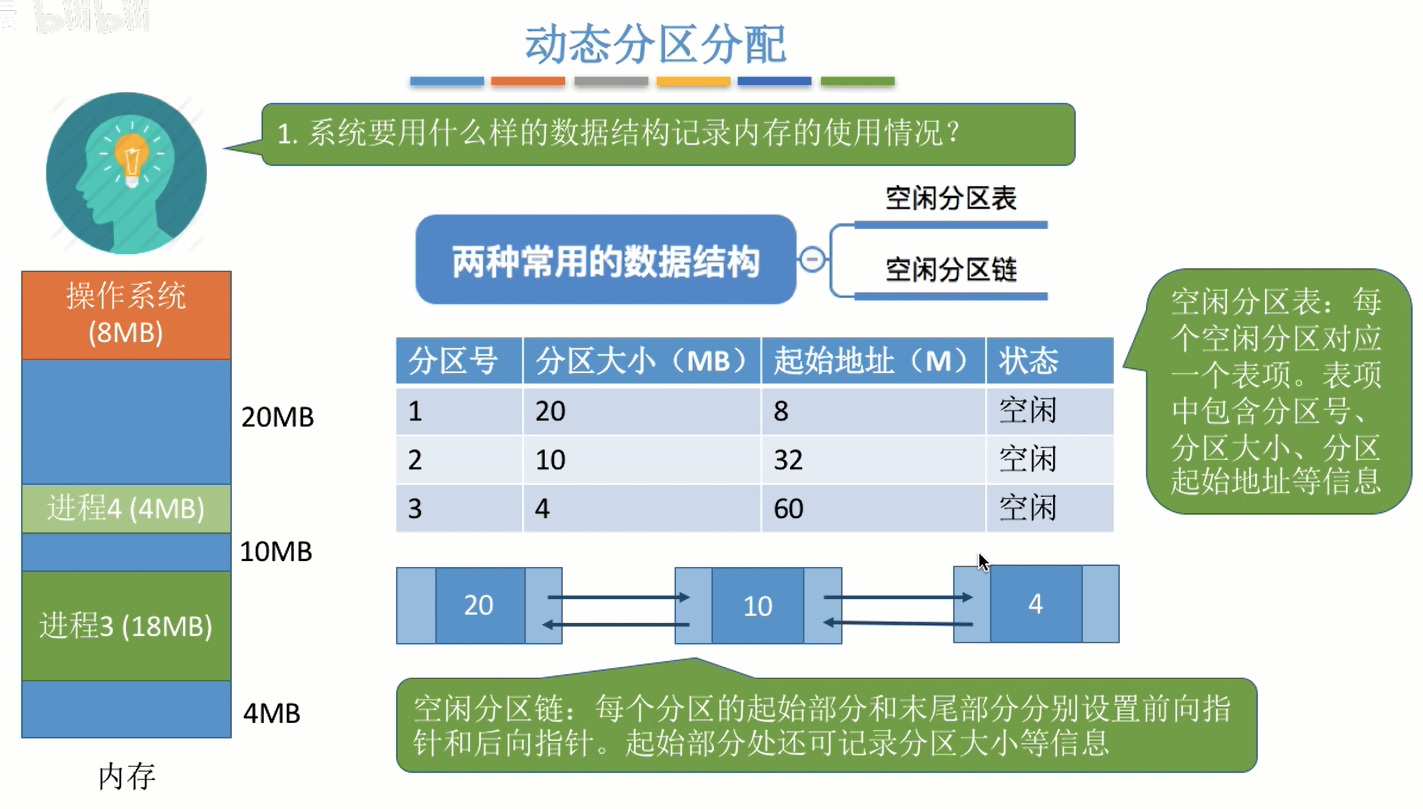 bilibili
动态分区分配
1. 系统要用什么样的数据结构记录内存的使用情况？
空闲分区表
两种常用的数据结构
空闲分区链
操作系统
(8MB)
20MB
进程4 (4MB)
10MB
进程3 (18MB)
4MB
内存
分区号 分区大小（MB） 起始地址（M） 状态
1 20 8 空闲
2 10 32 空闲
3 4 60 空闲
空闲分区表：每
个空闲分区对应
一个表项。表项
中包含分区号、
分区大小、分区
起始地址等信息
20 10 4
空闲分区链：每个分区的起始部分和末尾部分分别设置前向指
针和后向指针。起始部分处还可记录分区大小等信息